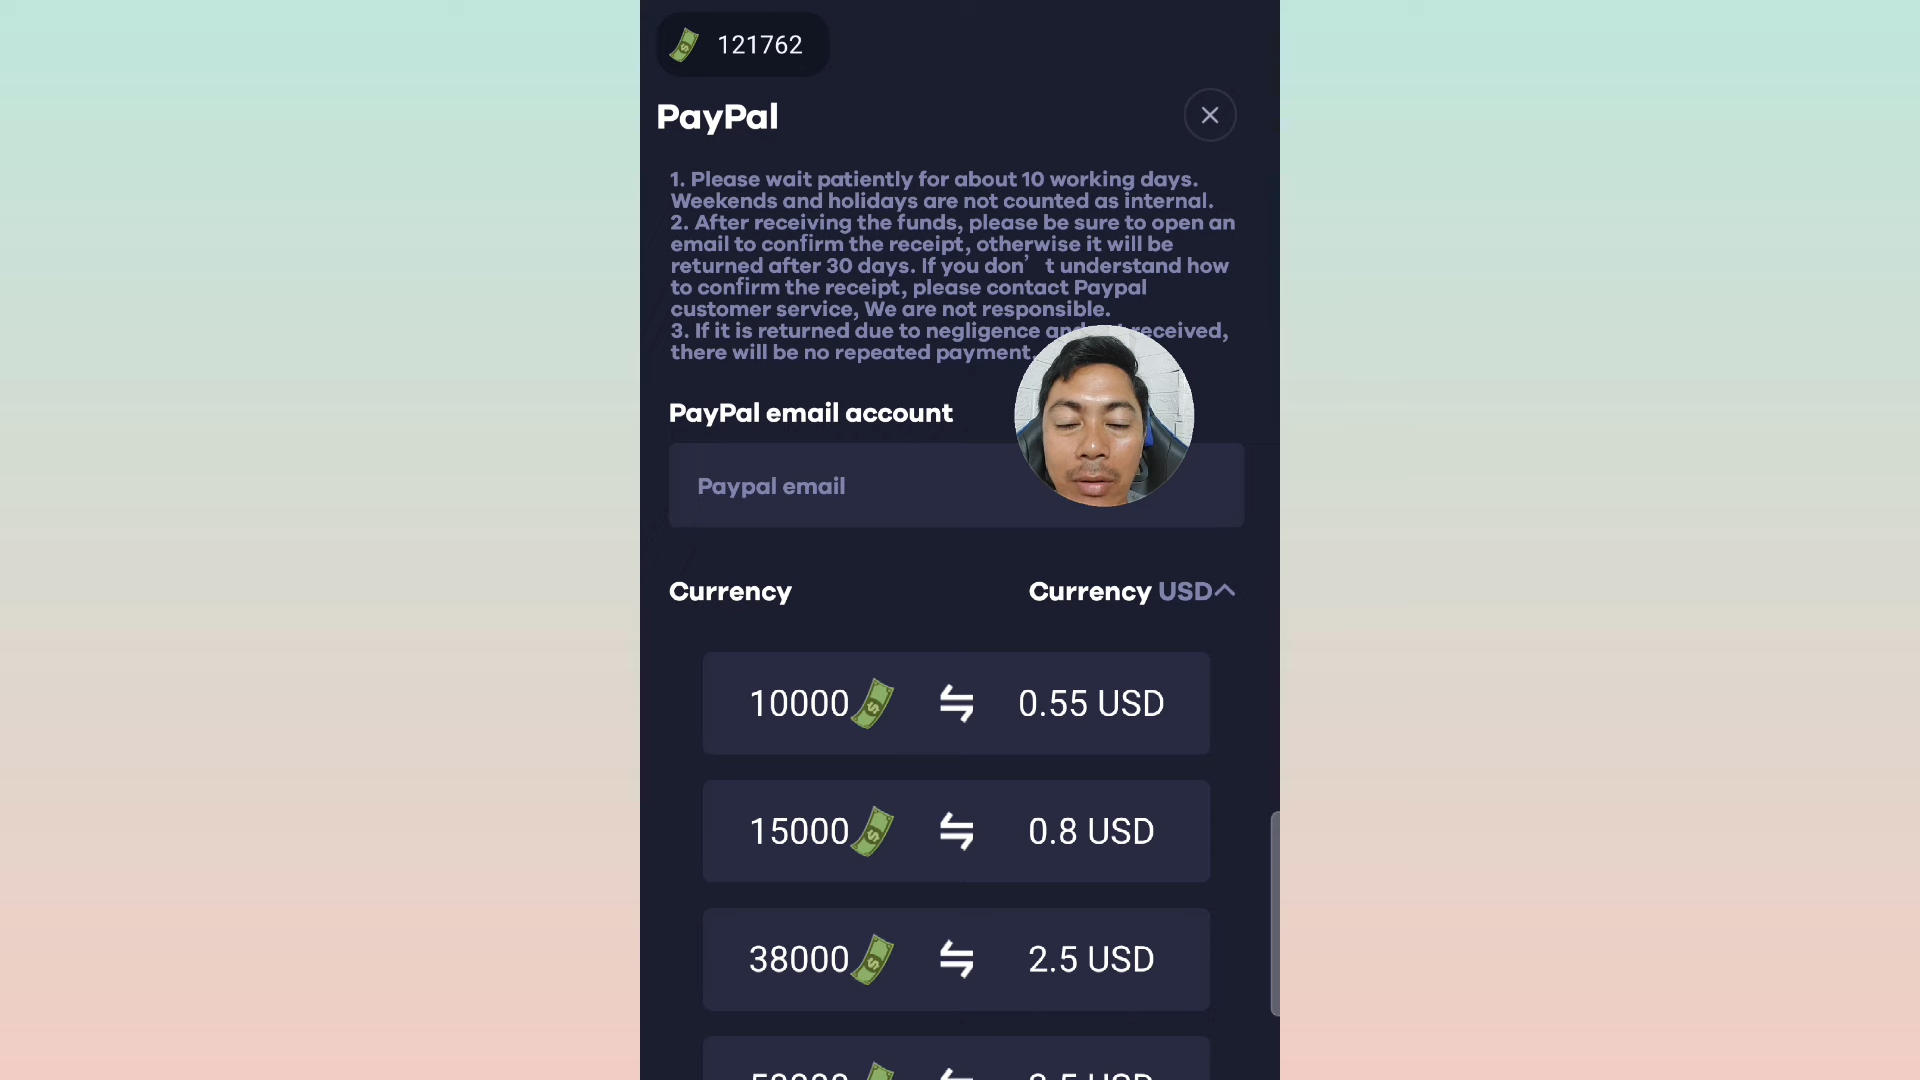 121762
PayPal
1. Please wait patiently for about 10 working days.
Weekends and holidays are not counted as internal.
2. After receiving the funds, please be sure to open an
email to confirm the receipt, otherwise it will be
returned after 30 days. If you don’t understand how
to confirm the receipt, please contact Paypal
customer service, We are not responsible.
3. If it is returned due to negligence and received,
there will be no repeated payment.
PayPal email account
Paypal email
Currency Currency USD
10000 0.55 USD
15000 0.8 USD
38000 2.5 USD
USD